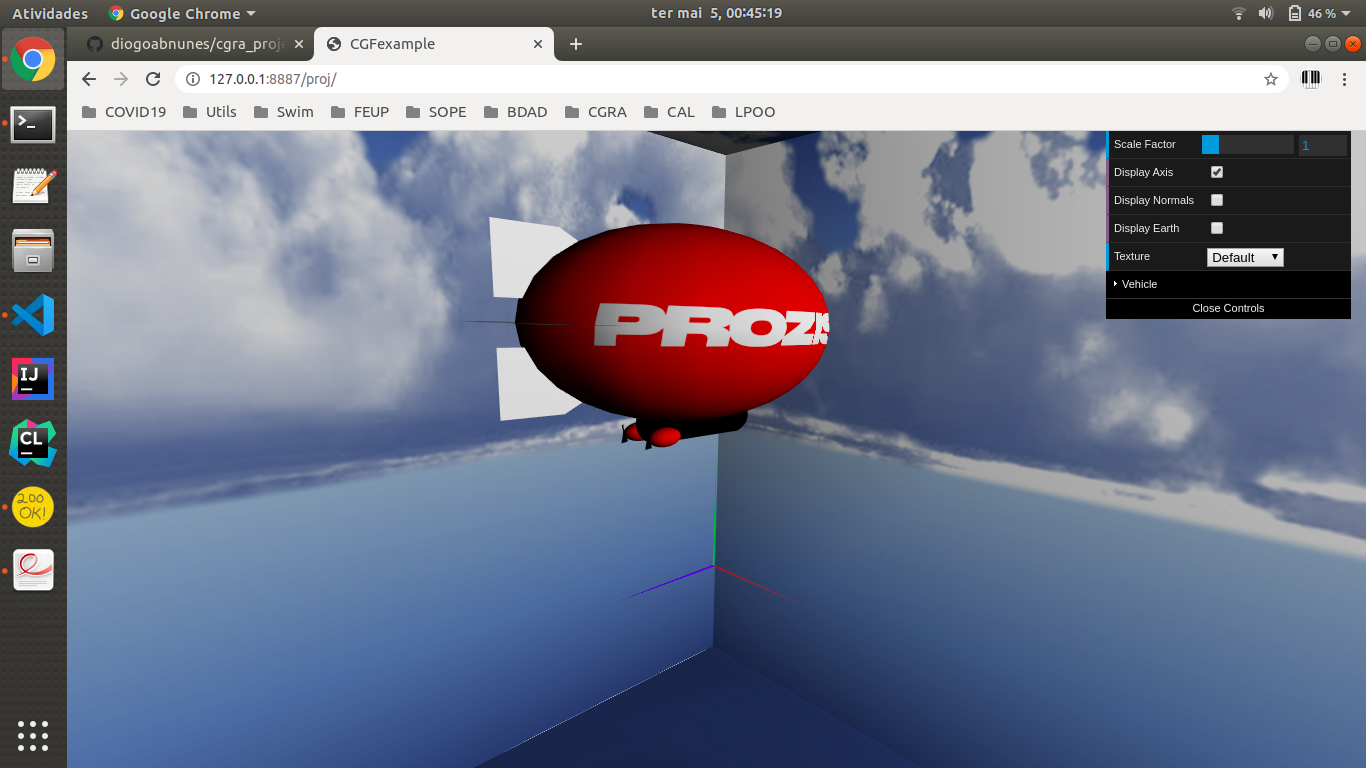 Atividades Google Chrome ter mai 5, 00:45:19 46 %
diogoabnunes/cgra_proj CGFexample
127.0.0.1:8887/proj/
COVID19 Utils Swim FEUP SOPE BDAD CGRA CAL LPOO
Scale Factor 1
Display Axis
Display Normals
Display Earth
Texture Default
Vehicle
Close Controls
PROZIS
IJ
CL
200
OK!